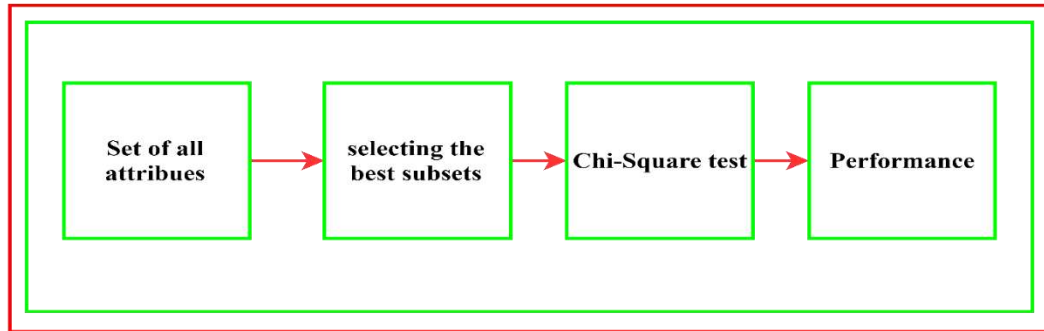 Set of all
attribues
selecting the
best subsets
Chi-Square test
Performance